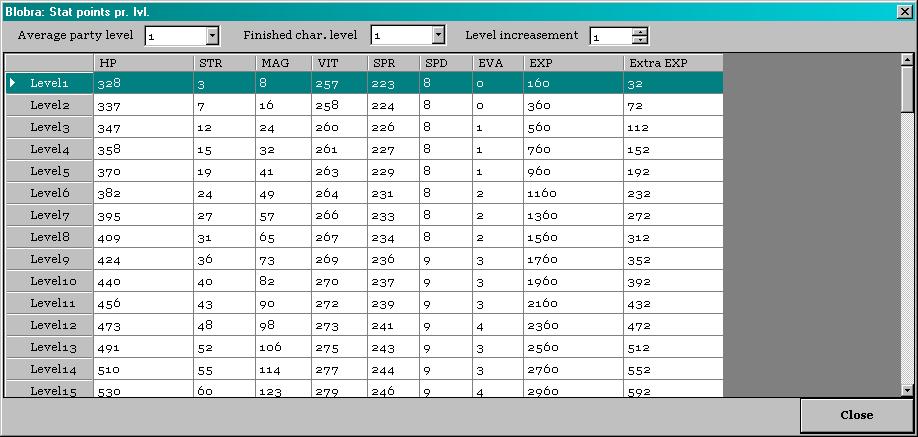 Blobra: Stat points pr. lvl.
Average party level 1 Finished char. level 1 Level increasement 1
HP STR MAG VIT SPR SPD EVA EXP Extra EXP
Level1 328 3 8 257 223 8 0 160 32
Level2 337 7 16 258 224 8 0 360 72
Level3 347 12 24 260 226 8 1 560 112
Level4 358 15 32 261 227 8 1 760 152
Level5 370 19 41 263 229 8 1 960 192
Level6 382 24 49 264 231 8 2 1160 232
Level7 395 27 57 266 233 8 2 1360 272
Level8 409 31 65 267 234 8 2 1560 312
Level9 424 36 73 269 236 9 3 1760 352
Level10 440 40 82 270 237 9 3 1960 392
Level11 456 43 90 272 239 9 3 2160 432
Level12 473 48 98 273 241 9 4 2360 472
Level13 491 52 106 275 243 9 3 2560 512
Level14 510 55 114 277 244 9 3 2760 552
Level15 530 60 123 279 246 9 4 2960 592
Close